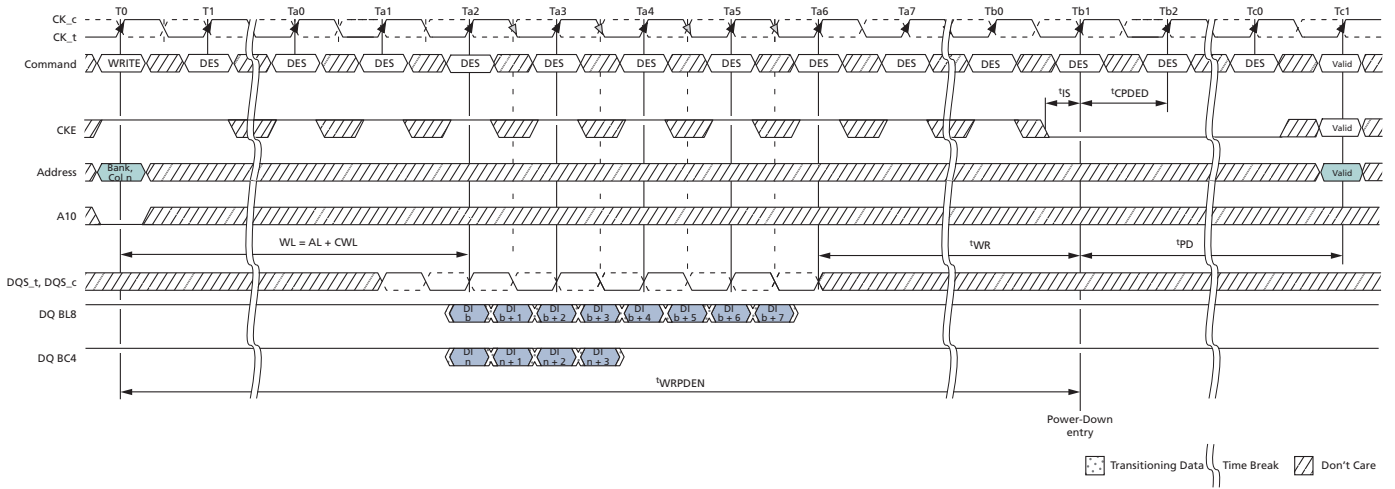 T0 T1 Ta0 Ta1 Ta2 Ta3 Ta4 Ta5 Ta6 Ta7 Tb0 Tb1 Tb2 Tc0 Tc1
CK_c
CK_t
Command WRITE DES DES DES DES DES DES DES DES DES DES DES DES DES Valid
tIS tCPDED
CKE Valid
Address Bank, Col n Valid
A10
WL = AL + CWL tWR tPD
DQS_t, DQS_c
DQ BL8 DI b DI b + 1 DI b + 2 DI b + 3 DI b + 4 DI b + 5 DI b + 6 DI b + 7
DQ BC4 DI n DI n + 1 DI n + 2 DI n + 3
tWRPDEN
Power-Down
entry
Transitioning Data Time Break Don't Care